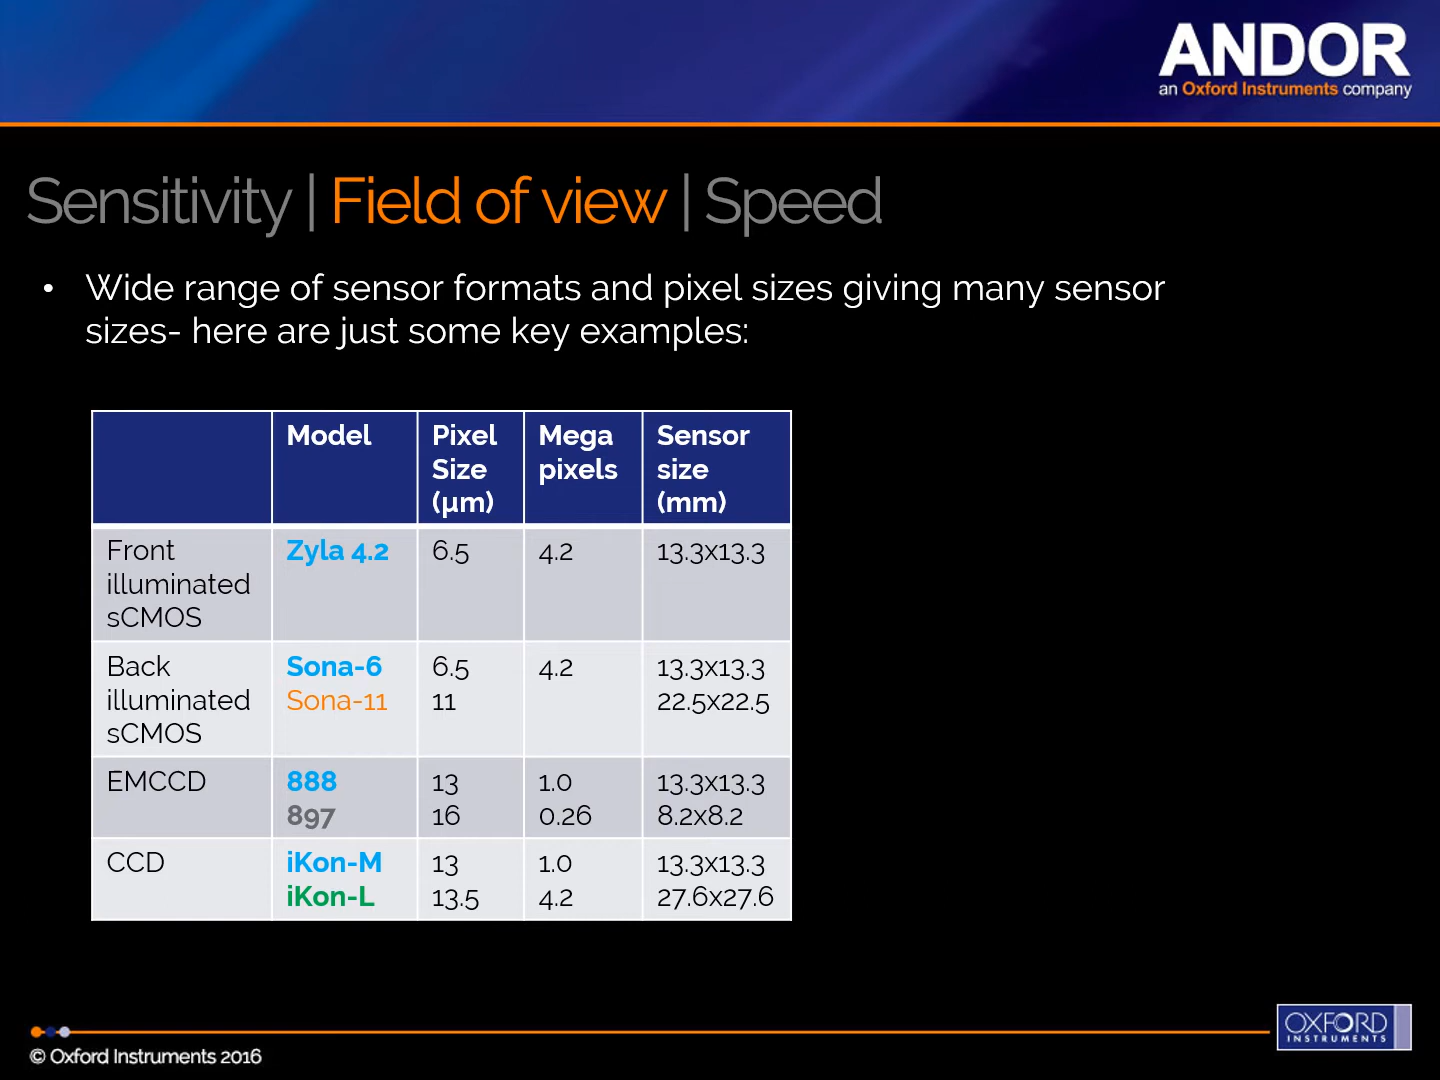 ANDOR
an Oxford Instruments company
Sensitivity | Field of view | Speed
• Wide range of sensor formats and pixel sizes giving many sensor
sizes- here are just some key examples:
Model
Pixel
Size
(µm)
Mega
pixels
Sensor
size
(mm)
Front
illuminated
sCMOS
Zyla 4.2
6.5
4.2
13.3x13.3
Back
illuminated
sCMOS
Sona-6
Sona-11
6.5
11
4.2
13.3x13.3
22.5x22.5
EMCCD
888
897
13
16
1.0
0.26
13.3x13.3
8.2x8.2
CCD
iKon-M
iKon-L
13
13.5
1.0
4.2
13.3x13.3
27.6x27.6
OXFORD
INSTRUMENTS
© Oxford Instruments 2016